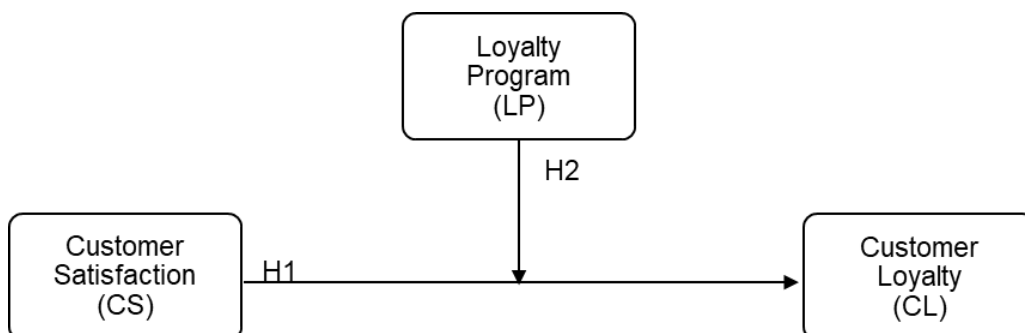 Loyalty
Program
(LP)
H2
Customer
Satisfaction
(CS)
H1
Customer
Loyalty
(CL)